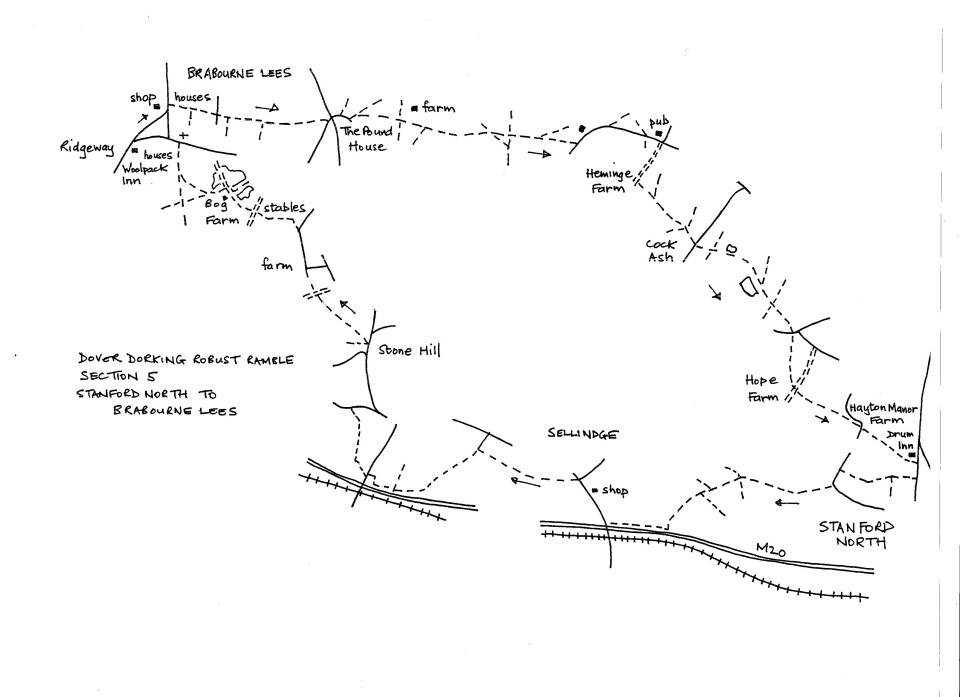 BRABOURNE LEES
shop
houses
farm
The Pound
House
pub
Ridgeway
houses
Woolpack
Inn
Heminge
Farm
Bog
Farm
stables
Cock
Ash
farm
Stone Hill
DOVER DORKING ROBUST RAMBLE
SECTION 5
STANFORD NORTH TO
BRABOURNE LEES
Hope
Farm
Hayton Manor
Farm
Drum
Inn
SELLINDGE
shop
STANFORD
NORTH
M20